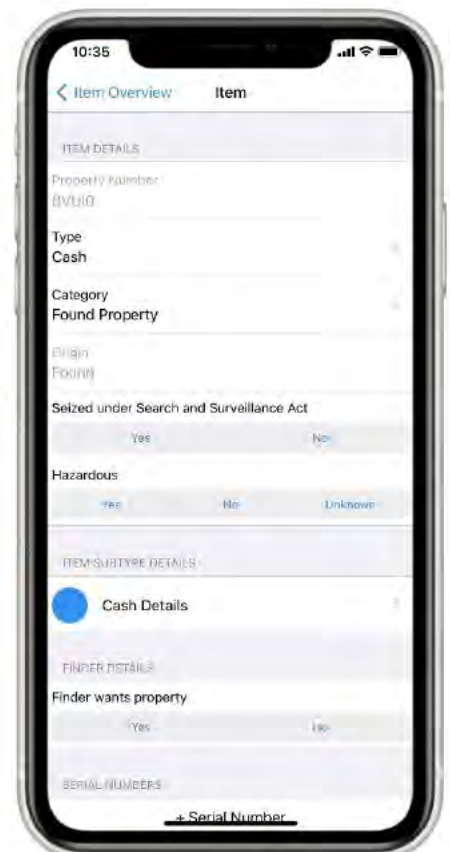 10:35
Item Overview Item
ITEM DETAILS
Property Number
Type
Cash
Category
Found Property
Origin
Found
Seized under Search and Surveillance Act
Yes No
Hazardous
Yes No Unknown
ITEM SUBTYPE DETAILS
Cash Details
FINDER DETAILS
Finder wants property
Yes No
SERIAL NUMBERS
+ Serial Number